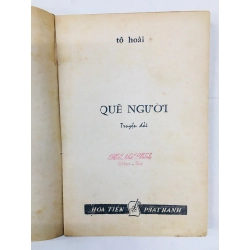 tô hoài
QUÊ NGƯỜI
Truyện dài
HOA TIÊN PHÁT HÀNH